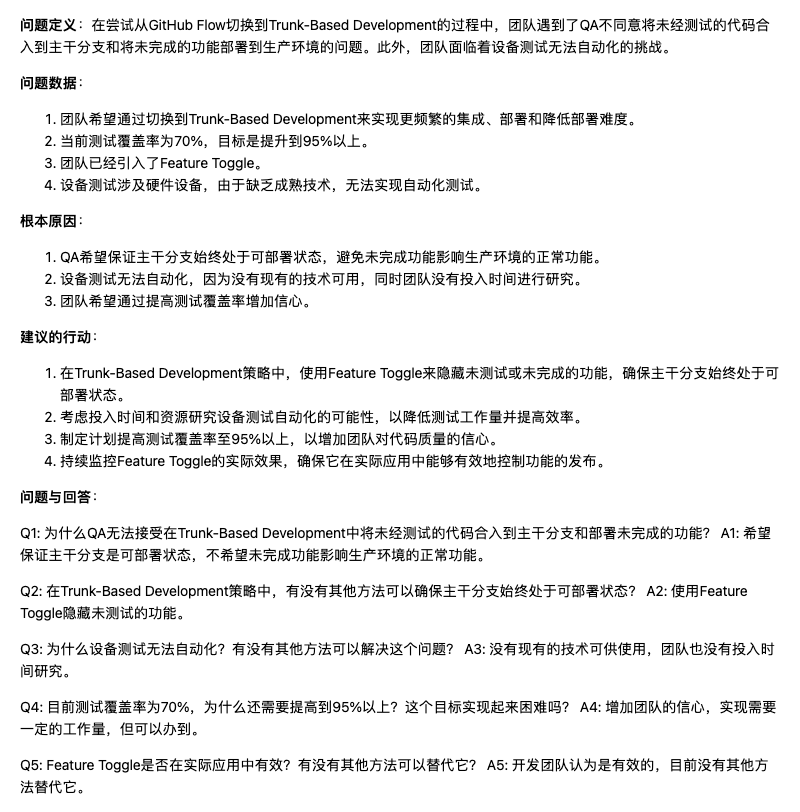 问题定义：在尝试从GitHub Flow切换到Trunk-Based Development的过程中，团队遇到了QA不同意将未经测试的代码合
入到主干分支和将未完成的功能部署到生产环境的问题。此外，团队面临着设备测试无法自动化的挑战。
问题数据：
1. 团队希望通过切换到Trunk-Based Development来实现更频繁的集成、部署和降低部署难度。
2. 当前测试覆盖率为70%，目标是提升到95%以上。
3. 团队已经引入了Feature Toggle。
4. 设备测试涉及硬件设备，由于缺乏成熟技术，无法实现自动化测试。
根本原因：
1. QA希望保证主干分支始终处于可部署状态，避免未完成功能影响生产环境的正常功能。
2. 设备测试无法自动化，因为没有现有的技术可用，同时团队没有投入时间进行研究。
3. 团队希望通过提高测试覆盖率增加信心。
建议的行动：
1. 在Trunk-Based Development策略中，使用Feature Toggle来隐藏未测试或未完成的功能，确保主干分支始终处于可
部署状态。
2. 考虑投入时间和资源研究设备测试自动化的可能性，以降低测试工作量并提高效率。
3. 制定计划提高测试覆盖率至95%以上，以增加团队对代码质量的信心。
4. 持续监控Feature Toggle的实际效果，确保它在实际应用中能够有效地控制功能的发布。
问题与回答：
Q1: 为什么QA无法接受在Trunk-Based Development中将未经测试的代码合入到主干分支和部署未完成的功能？ A1: 希望
保证主干分支是可部署状态，不希望未完成功能影响生产环境的正常功能。
Q2: 在Trunk-Based Development策略中，有没有其他方法可以确保主干分支始终处于可部署状态？ A2: 使用Feature
Toggle隐藏未测试的功能。
Q3: 为什么设备测试无法自动化？有没有其他方法可以解决这个问题？ A3: 没有现有的技术可供使用，团队也没有投入时
间研究。
Q4: 目前测试覆盖率为70%，为什么还需要提高到95%以上？这个目标实现起来困难吗？ A4: 增加团队的信心，实现需要
一定的工作量，但可以办到。
Q5: Feature Toggle是否在实际应用中有效？有没有其他方法可以替代它？ A5: 开发团队认为是有效的，目前没有其他方
法替代它。